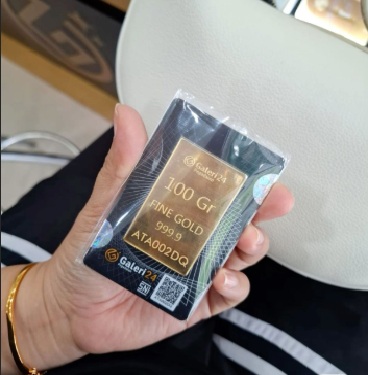 Galeri24
100 Gr
FINE GOLD
999.9
ATA002DQ
Galeri24